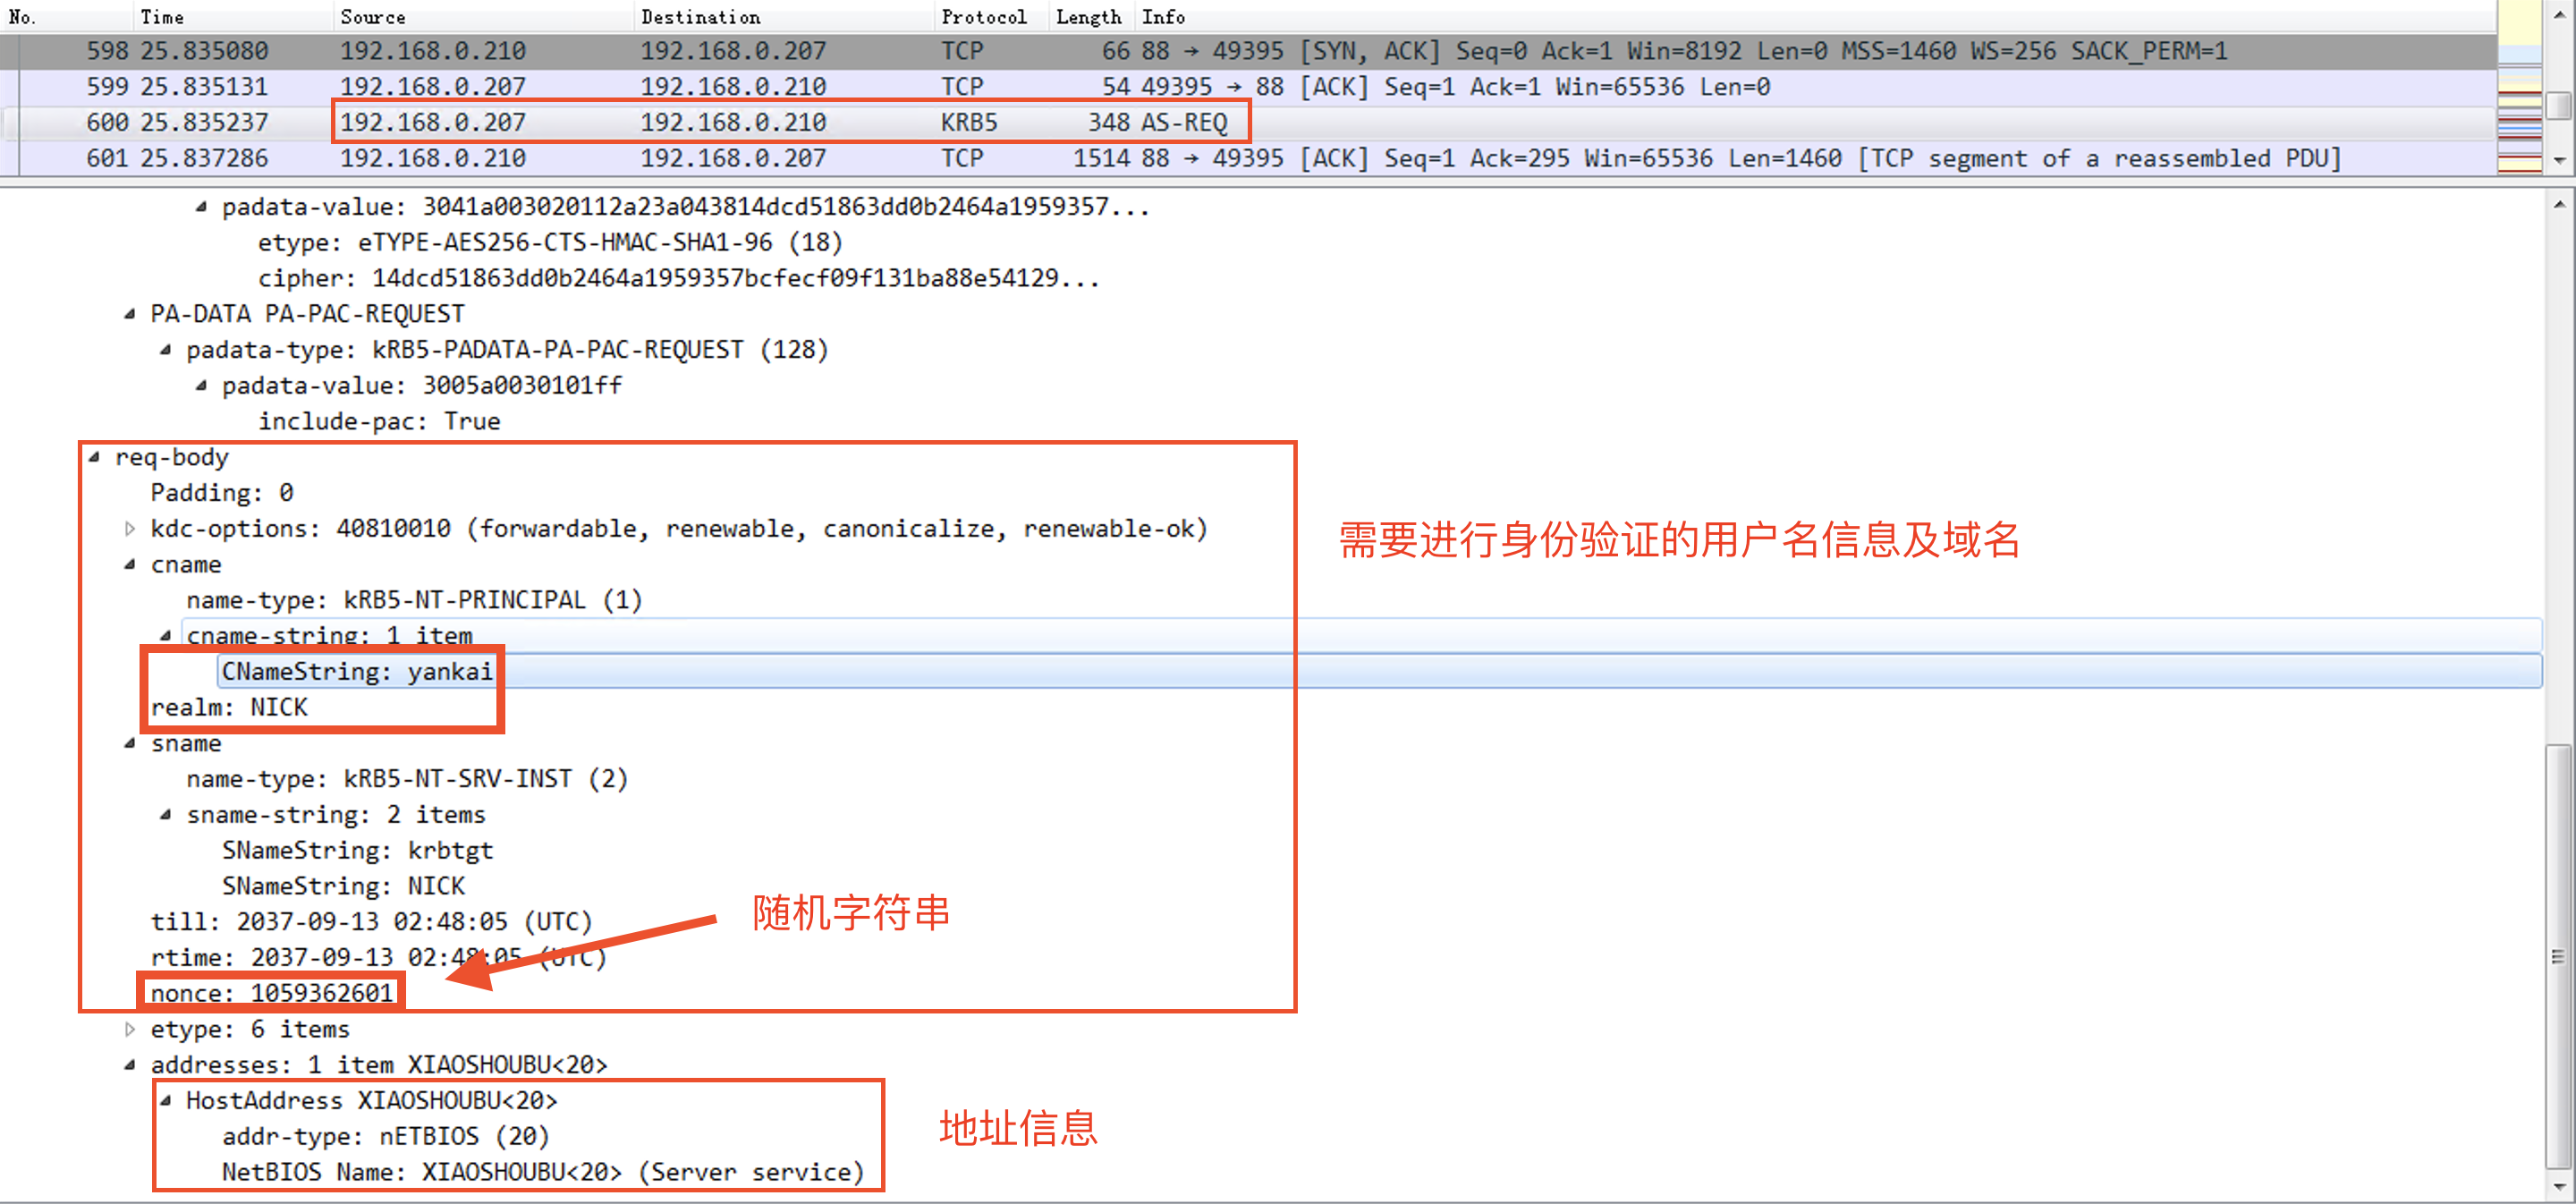 No. Time Source Destination Protocol Length Info
598 25.835080 192.168.0.210 192.168.0.207 TCP 66 88 → 49395 [SYN, ACK] Seq=0 Ack=1 Win=8192 Len=0 MSS=1460 WS=256 SACK_PERM=1
599 25.835131 192.168.0.207 192.168.0.210 TCP 54 49395 → 88 [ACK] Seq=1 Ack=1 Win=65536 Len=0
600 25.835237 192.168.0.207 192.168.0.210 KRB5 348 AS-REQ
601 25.837286 192.168.0.210 192.168.0.207 TCP 1514 88 → 49395 [ACK] Seq=1 Ack=295 Win=65536 Len=1460 [TCP segment of a reassembled PDU]
padata-value: 3041a003020112a23a043814dcd51863dd0b2464a1959357...
etype: eTYPE-AES256-CTS-HMAC-SHA1-96 (18)
cipher: 14dcd51863dd0b2464a1959357bcfecf09f131ba88e54129...
PA-DATA PA-PAC-REQUEST
padata-type: kRB5-PADATA-PA-PAC-REQUEST (128)
padata-value: 3005a0030101ff
include-pac: True
req-body
Padding: 0
kdc-options: 40810010 (forwardable, renewable, canonicalize, renewable-ok)
需要进行身份验证的用户名信息及域名
cname
name-type: kRB5-NT-PRINCIPAL (1)
cname-string: 1 item
CNameString: yankai
realm: NICK
sname
name-type: kRB5-NT-SRV-INST (2)
sname-string: 2 items
SNameString: krbtgt
SNameString: NICK
随机字符串
till: 2037-09-13 02:48:05 (UTC)
rtime: 2037-09-13 02:48:05 (UTC)
nonce: 1059362601
etype: 6 items
addresses: 1 item XIAOSHOUBU<20>
HostAddress XIAOSHOUBU<20>
地址信息
addr-type: nETBIOS (20)
NetBIOS Name: XIAOSHOUBU<20> (Server service)